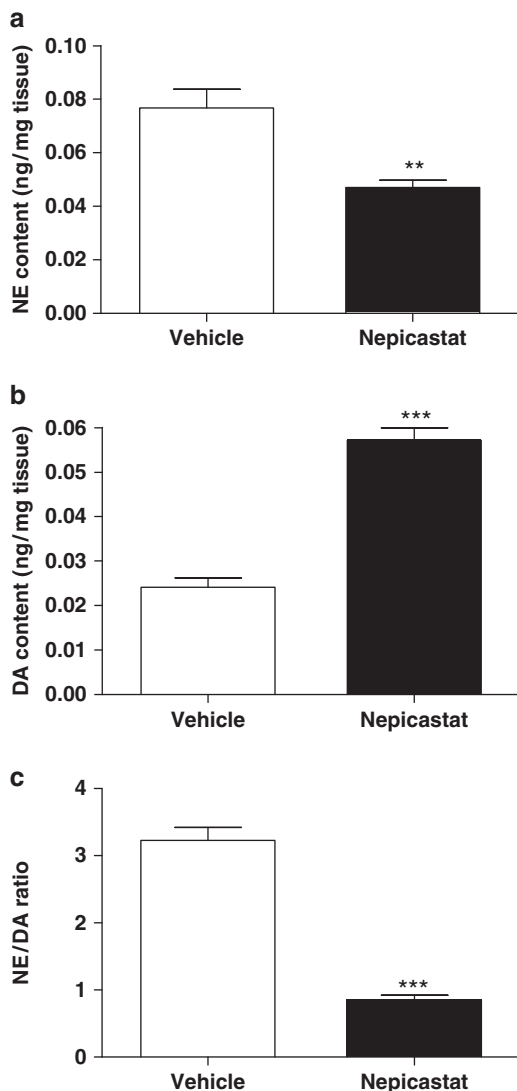 a
NE content (ng/mg tissue)
0.10
0.08
0.06
0.04
0.02
0.00
**
Vehicle Nepicastat
b
DA content (ng/mg tissue)
0.06
0.05
0.04
0.03
0.02
0.01
0.00
***
Vehicle Nepicastat
c
NE/DA ratio
4
3
2
1
0
***
Vehicle Nepicastat